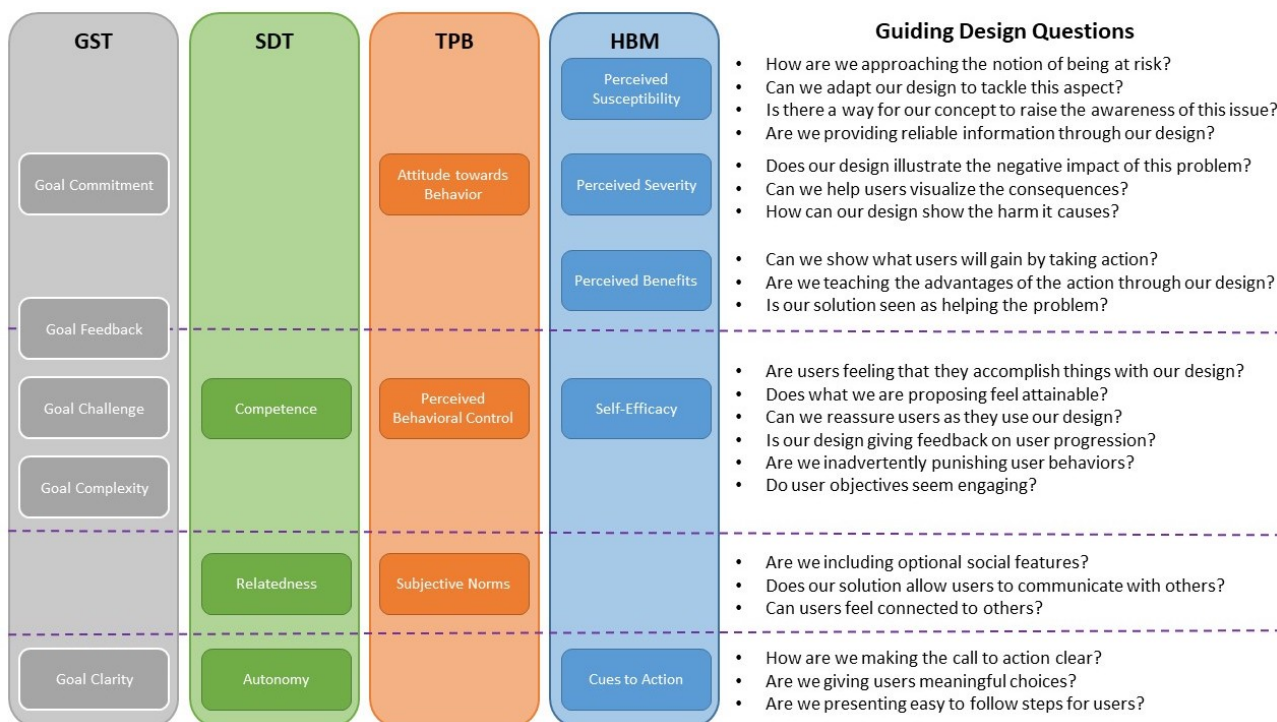 GST
SDT
TPB
HBM
Guiding Design Questions
Perceived
Susceptibility
• How are we approaching the notion of being at risk?
• Can we adapt our design to tackle this aspect?
• Is there a way for our concept to raise the awareness of this issue?
• Are we providing reliable information through our design?
Goal Commitment
Attitude towards
Behavior
Perceived Severity
• Does our design illustrate the negative impact of this problem?
• Can we help users visualize the consequences?
• How can our design show the harm it causes?
Perceived Benefits
• Can we show what users will gain by taking action?
• Are we teaching the advantages of the action through our design?
• Is our solution seen as helping the problem?
Goal Feedback
Goal Challenge
Competence
Perceived
Behavioral Control
Self-Efficacy
Goal Complexity
• Are users feeling that they accomplish things with our design?
• Does what we are proposing feel attainable?
• Can we reassure users as they use our design?
• Is our design giving feedback on user progression?
• Are we inadvertently punishing user behaviors?
• Do user objectives seem engaging?
Relatedness
Subjective Norms
• Are we including optional social features?
• Does our solution allow users to communicate with others?
• Can users feel connected to others?
Goal Clarity
Autonomy
Cues to Action
• How are we making the call to action clear?
• Are we giving users meaningful choices?
• Are we presenting easy to follow steps for users?